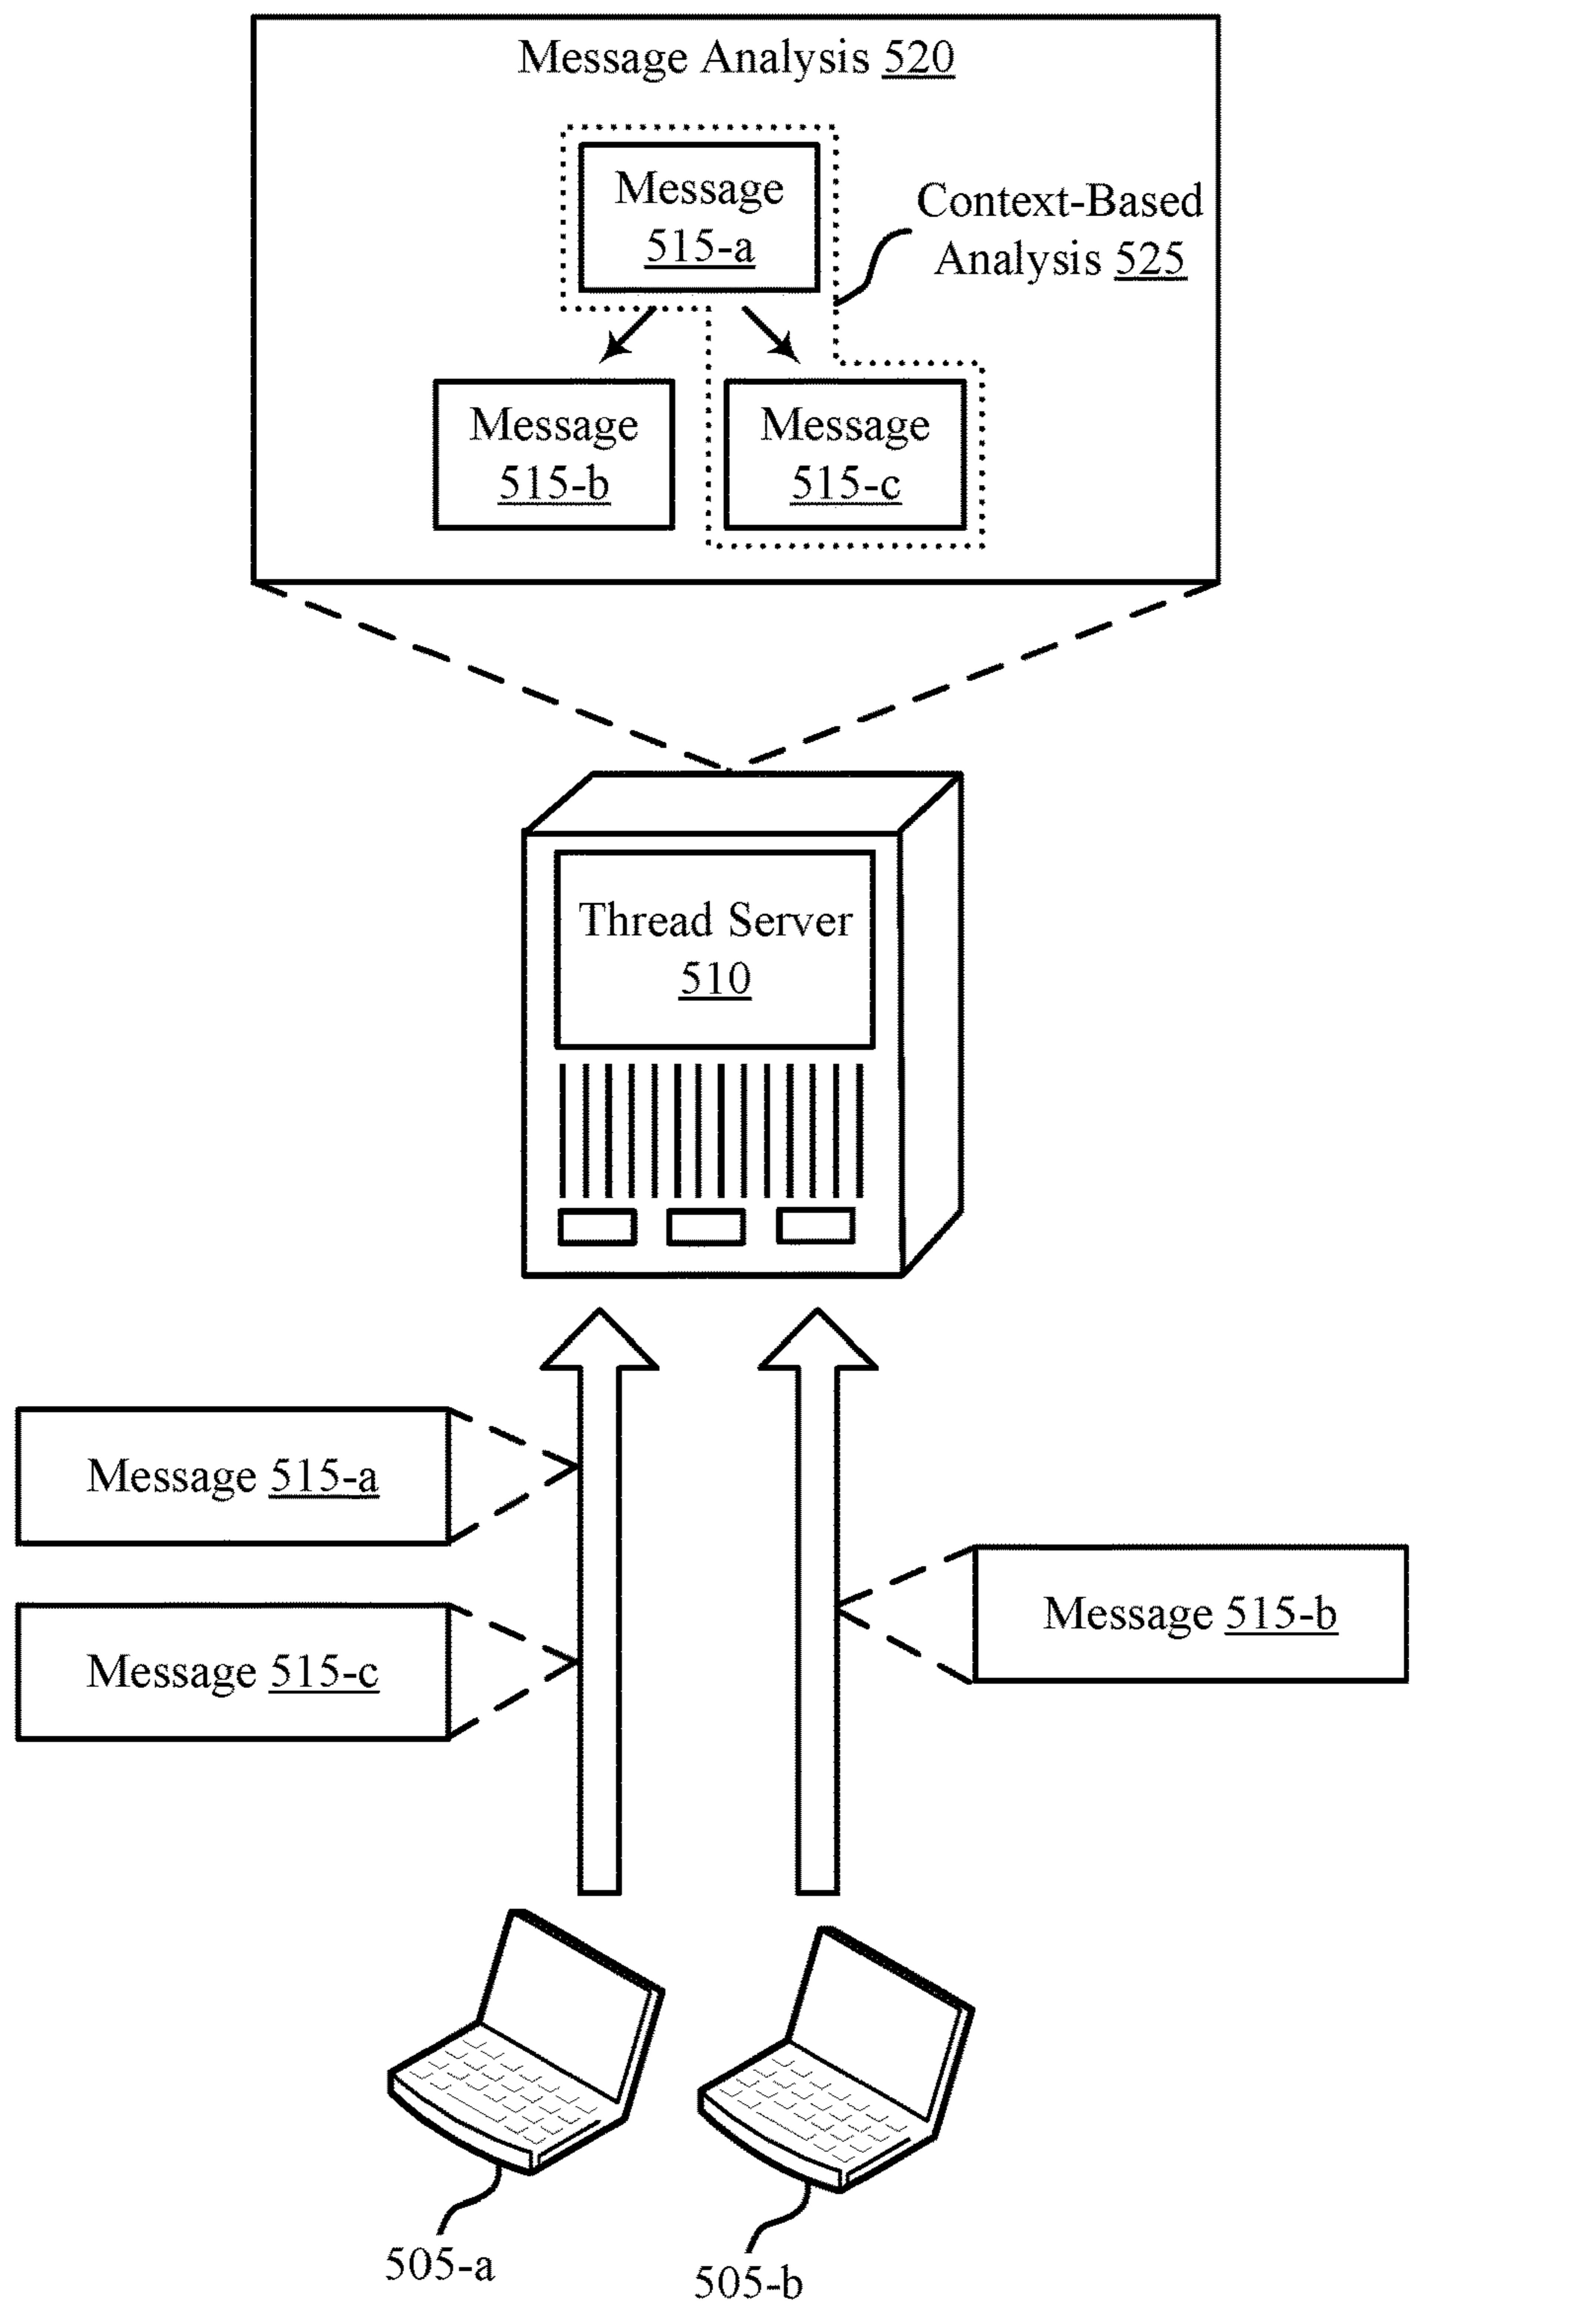 Message Analysis 520
Message
515-a
Context-Based
Analysis 525
Message
515-b
Message
515-c
Thread Server
510
Message 515-a
Message 515-b
Message 515-c
505-a
505-b